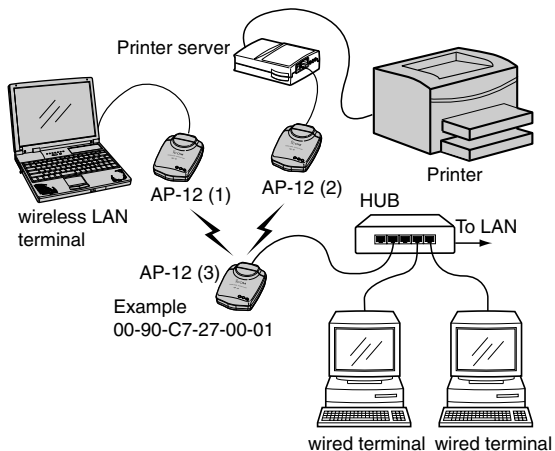 Printer server
Printer
AP-12 (1)
AP-12 (2)
wireless LAN
terminal
HUB
To LAN
AP-12 (3)
Example
00-90-C7-27-00-01
wired terminal
wired terminal